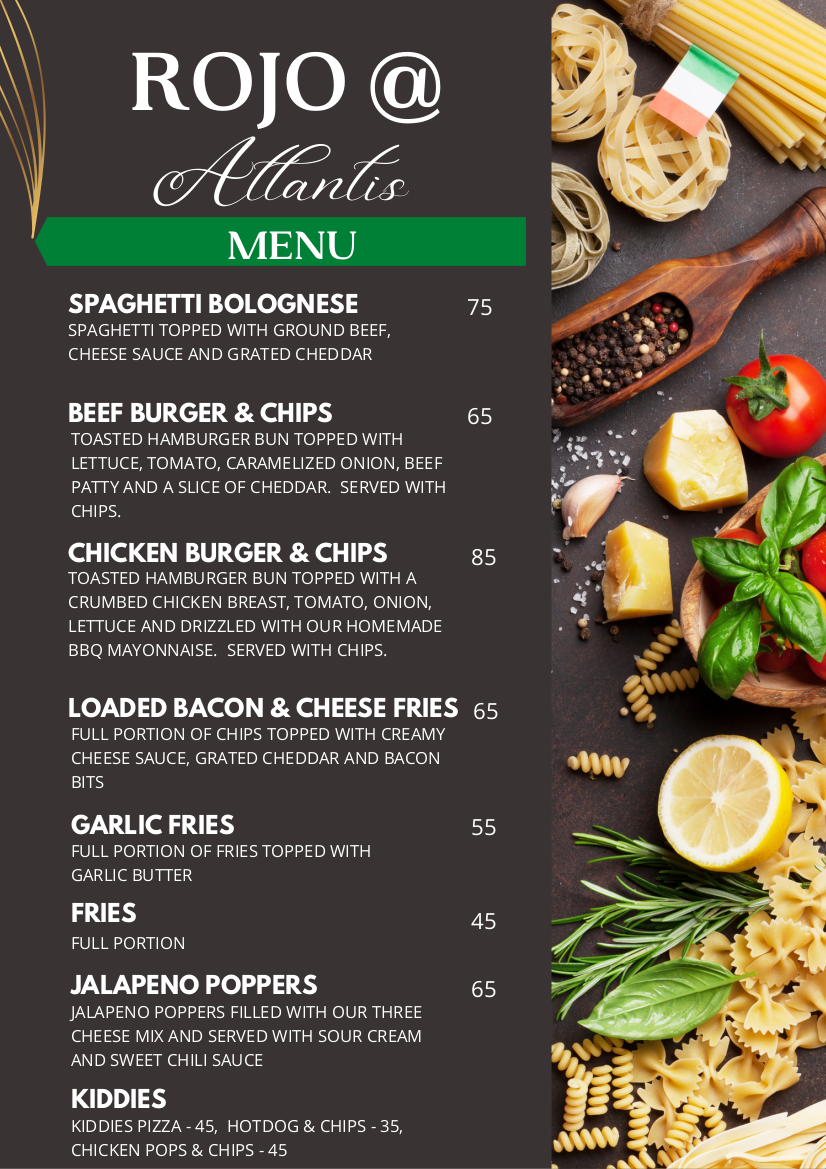 ROJO @
Atlantis
MENU
SPAGHETTI BOLOGNESE 75
SPAGHETTI TOPPED WITH GROUND BEEF,
CHEESE SAUCE AND GRATED CHEDDAR
BEEF BURGER & CHIPS 65
TOASTED HAMBURGER BUN TOPPED WITH
LETTUCE, TOMATO, CARAMELIZED ONION, BEEF
PATTY AND A SLICE OF CHEDDAR. SERVED WITH
CHIPS.
CHICKEN BURGER & CHIPS 85
TOASTED HAMBURGER BUN TOPPED WITH A
CRUMBED CHICKEN BREAST, TOMATO, ONION,
LETTUCE AND DRIZZLED WITH OUR HOMEMADE
BBQ MAYONNAISE. SERVED WITH CHIPS.
LOADED BACON & CHEESE FRIES 65
FULL PORTION OF CHIPS TOPPED WITH CREAMY
CHEESE SAUCE, GRATED CHEDDAR AND BACON
BITS
GARLIC FRIES 55
FULL PORTION OF FRIES TOPPED WITH
GARLIC BUTTER
FRIES 45
FULL PORTION
JALAPENO POPPERS 65
JALAPENO POPPERS FILLED WITH OUR THREE
CHEESE MIX AND SERVED WITH SOUR CREAM
AND SWEET CHILI SAUCE
KIDDIES
KIDDIES PIZZA - 45, HOTDOG & CHIPS - 35,
CHICKEN POPS & CHIPS - 45